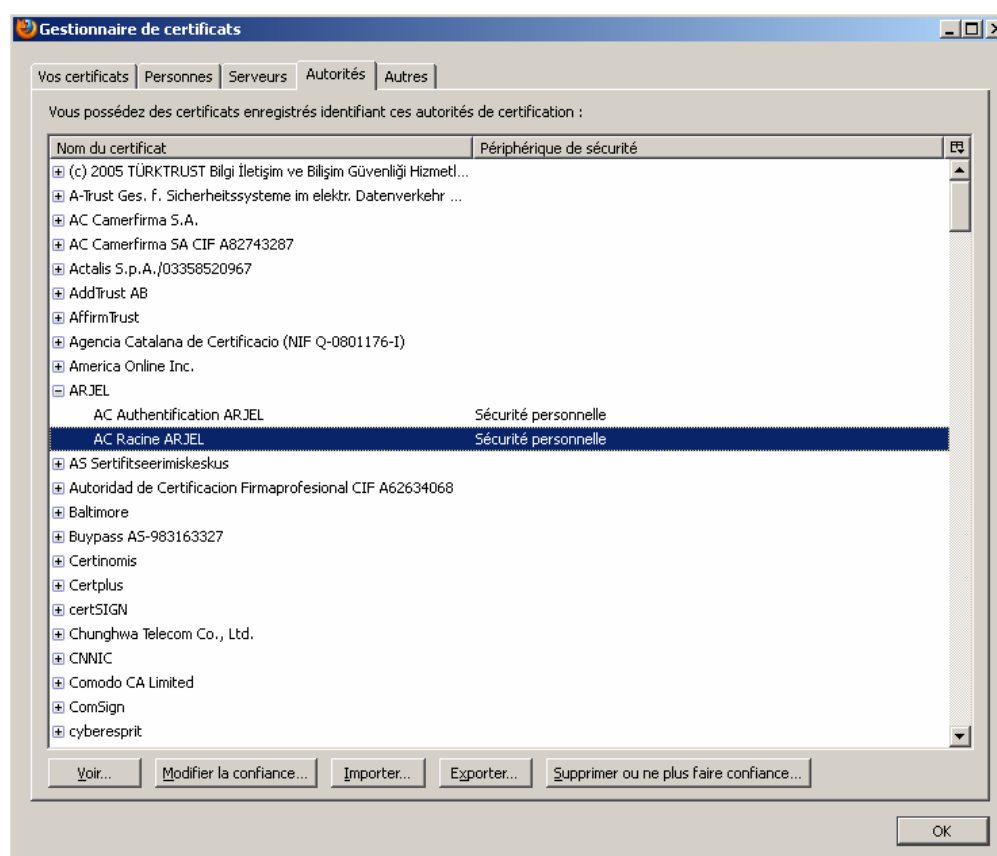 Gestionnaire de certificats
Vos certificats Personnes Serveurs Autorités Autres
Vous possédez des certificats enregistrés identifiant ces autorités de certification :
Nom du certificat Périphérique de sécurité
(c) 2005 TÜRKTRUST Bilgi İletişim ve Bilişim Güvenliği Hizmetl...
A-Trust Ges. f. Sicherheitssysteme im elektr. Datenverkehr ...
AC Camerfirma S.A.
AC Camerfirma SA CIF A82743287
Actalis S.p.A./03358520967
AddTrust AB
AffirmTrust
Agencia Catalana de Certificacio (NIF Q-0801176-I)
America Online Inc.
ARJEL
AC Authentification ARJEL Sécurité personnelle
AC Racine ARJEL Sécurité personnelle
AS Sertifitseerimiskeskus
Autoridad de Certificacion Firmaprofesional CIF A62634068
Baltimore
Buypass AS-983163327
Certinomis
Certplus
certSIGN
Chunghwa Telecom Co., Ltd.
CNNIC
Comodo CA Limited
ComSign
cyberesprit
Voir... Modifier la confiance... Importer... Exporter... Supprimer ou ne plus faire confiance...
OK